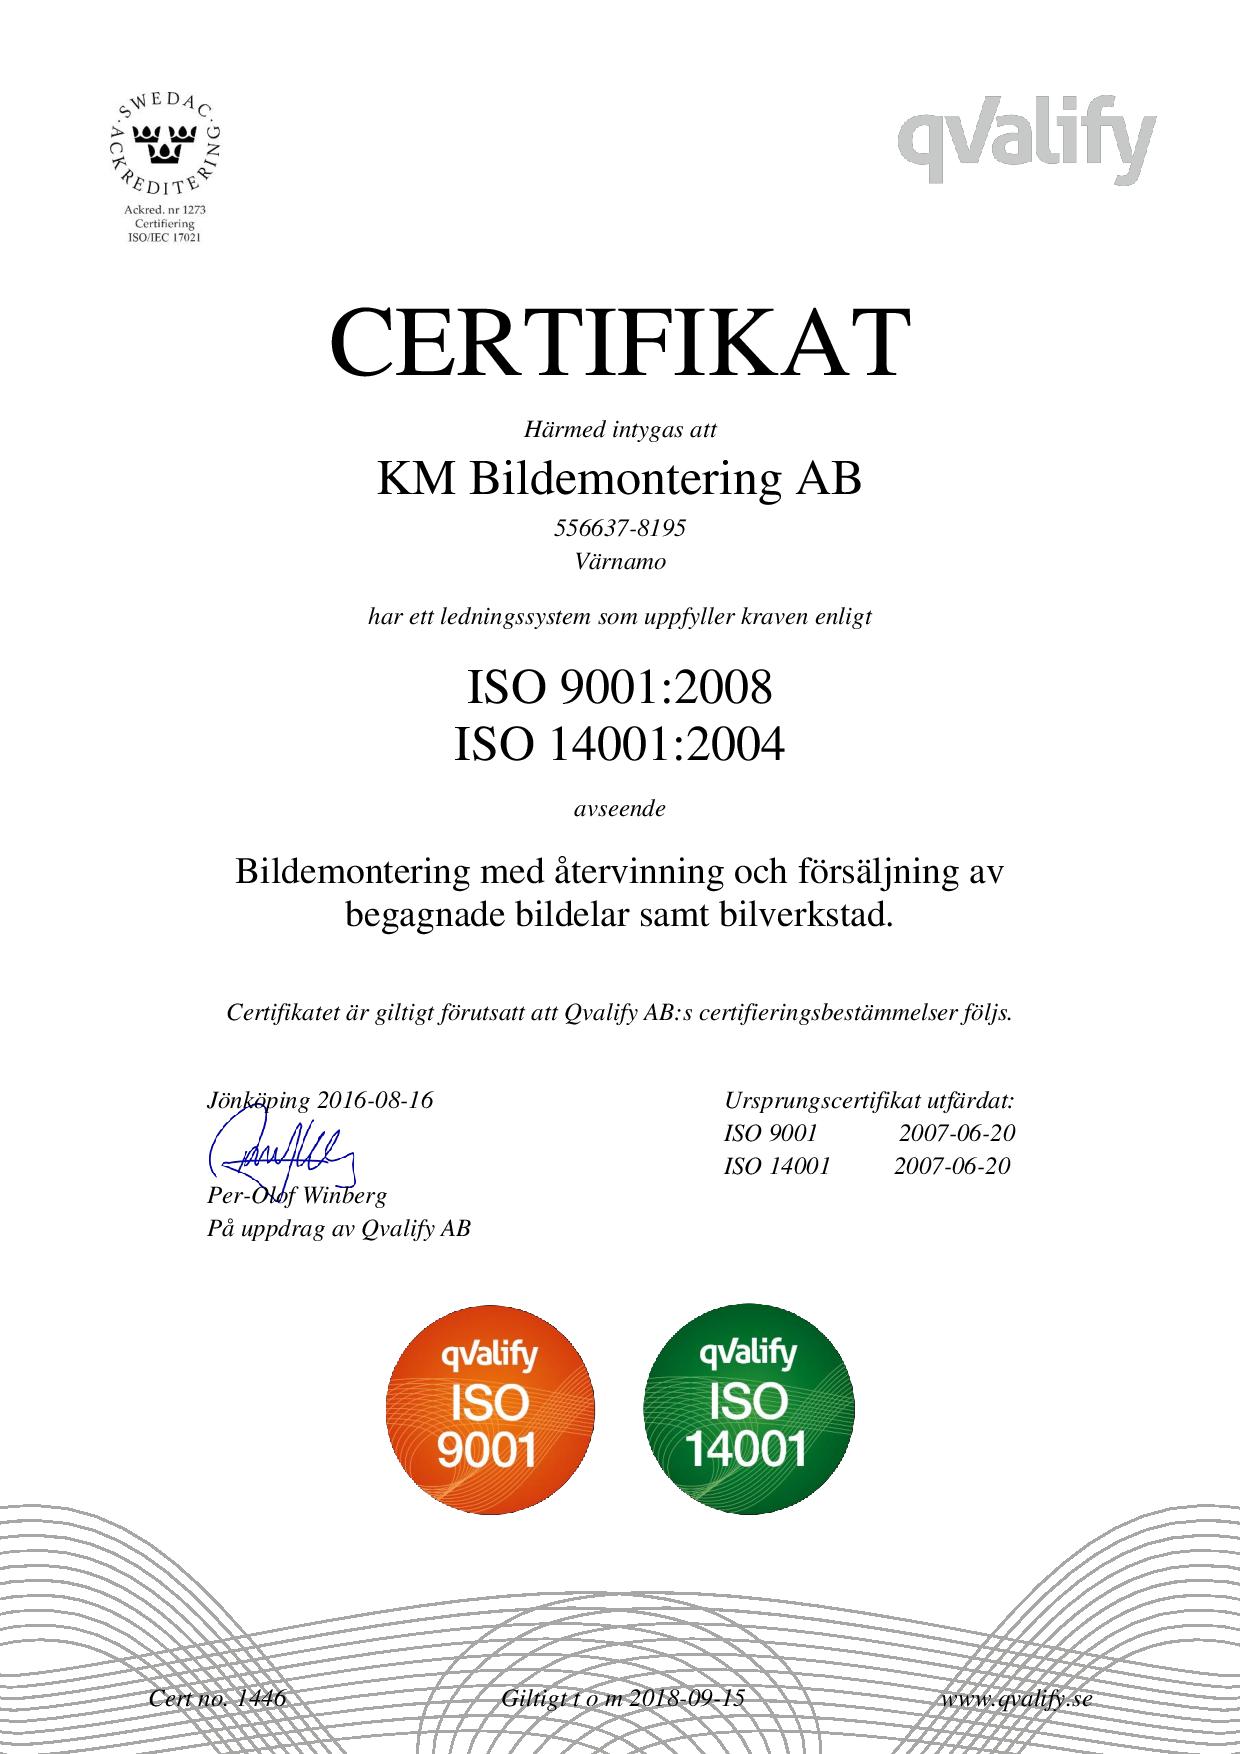 SWEDAC
ACKREDITERING
Ackred. nr 1273
Certifiering
ISO/IEC 17021
qvalify
CERTIFIKAT
Härmed intygas att
KM Bildemontering AB
556637-8195
Värnamo
har ett ledningssystem som uppfyller kraven enligt
ISO 9001:2008
ISO 14001:2004
avseende
Bildemontering med återvinning och försäljning av
begagnade bildelar samt bilverkstad.
Certifikatet är giltigt förutsatt att Qvalify AB:s certifieringsbestämmelser följs.
Jönköping 2016-08-16
Per-Olof Winberg
På uppdrag av Qvalify AB
Ursprungscertifikat utfärdat:
ISO 9001 2007-06-20
ISO 14001 2007-06-20
qvalify
ISO
9001
qvalify
ISO
14001
Cert no. 1446
Giltigt t o m 2018-09-15
www.qvalify.se